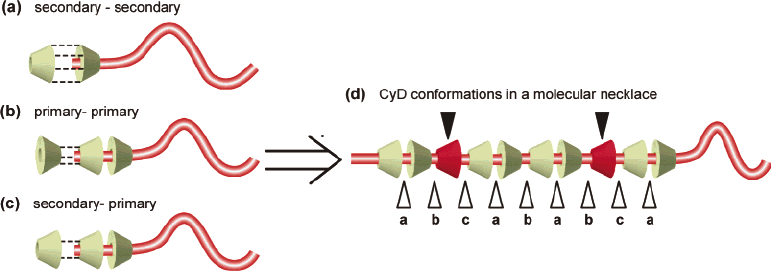 (a) secondary - secondary
(b) primary- primary
(c) secondary- primary
(d) CyD conformations in a molecular necklace
a b c a b a b c a